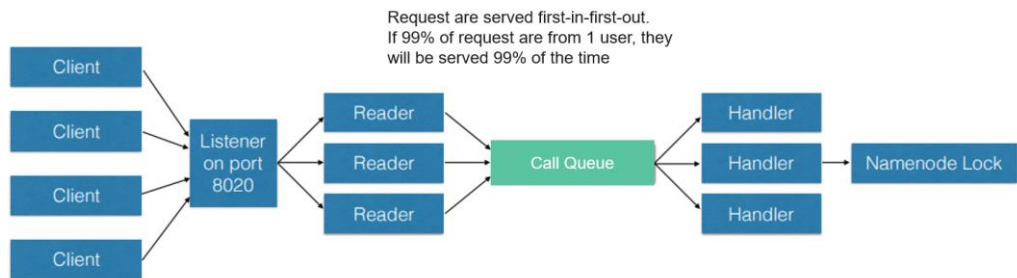 Request are served first-in-first-out.
If 99% of request are from 1 user, they
will be served 99% of the time
Client
Client
Client
Client
Listener
on port
8020
Reader
Reader
Reader
Call Queue
Handler
Handler
Handler
Namenode Lock